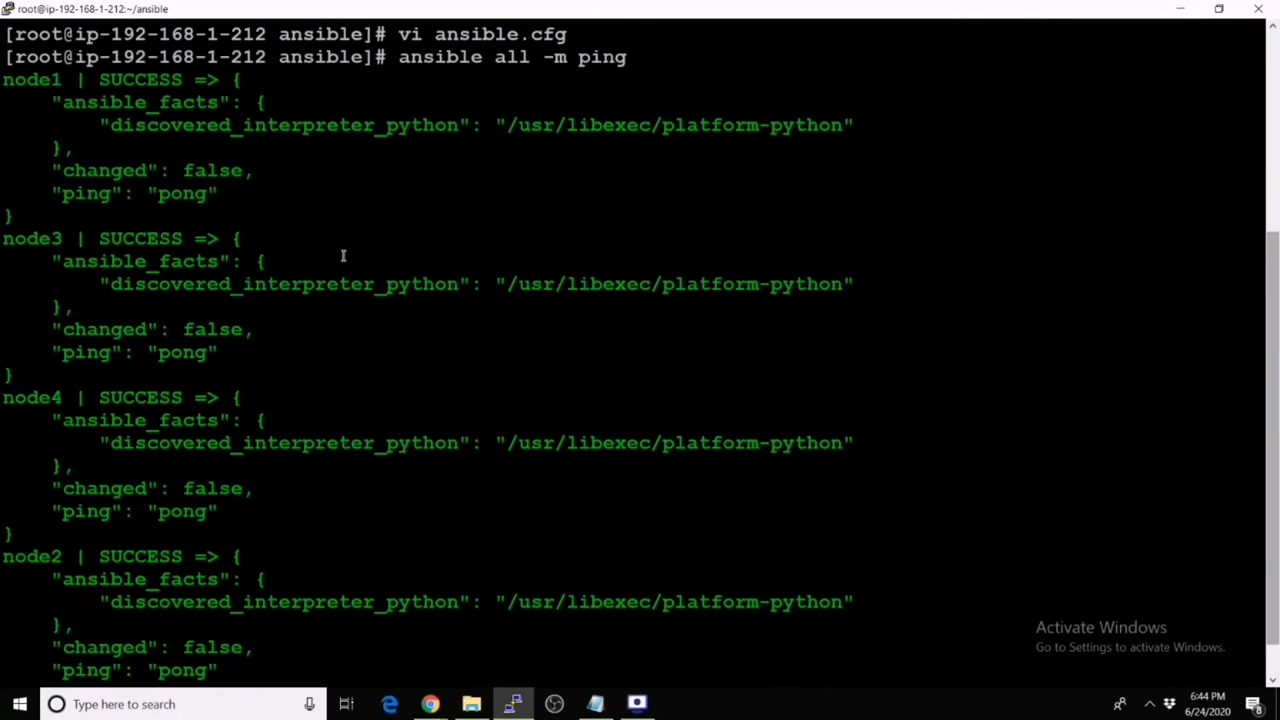 root@ip-192-168-1-212:~/ansible
[root@ip-192-168-1-212 ansible]# vi ansible.cfg
[root@ip-192-168-1-212 ansible]# ansible all -m ping
node1 | SUCCESS => {
    "ansible_facts": {
        "discovered_interpreter_python": "/usr/libexec/platform-python"
    },
    "changed": false,
    "ping": "pong"
}
node3 | SUCCESS => {
    "ansible_facts": {
        "discovered_interpreter_python": "/usr/libexec/platform-python"
    },
    "changed": false,
    "ping": "pong"
}
node4 | SUCCESS => {
    "ansible_facts": {
        "discovered_interpreter_python": "/usr/libexec/platform-python"
    },
    "changed": false,
    "ping": "pong"
}
node2 | SUCCESS => {
    "ansible_facts": {
        "discovered_interpreter_python": "/usr/libexec/platform-python"
    },
    "changed": false,
    "ping": "pong"
Activate Windows
Go to Settings to activate Windows.
Type here to search
6:44 PM
6/24/2020
8